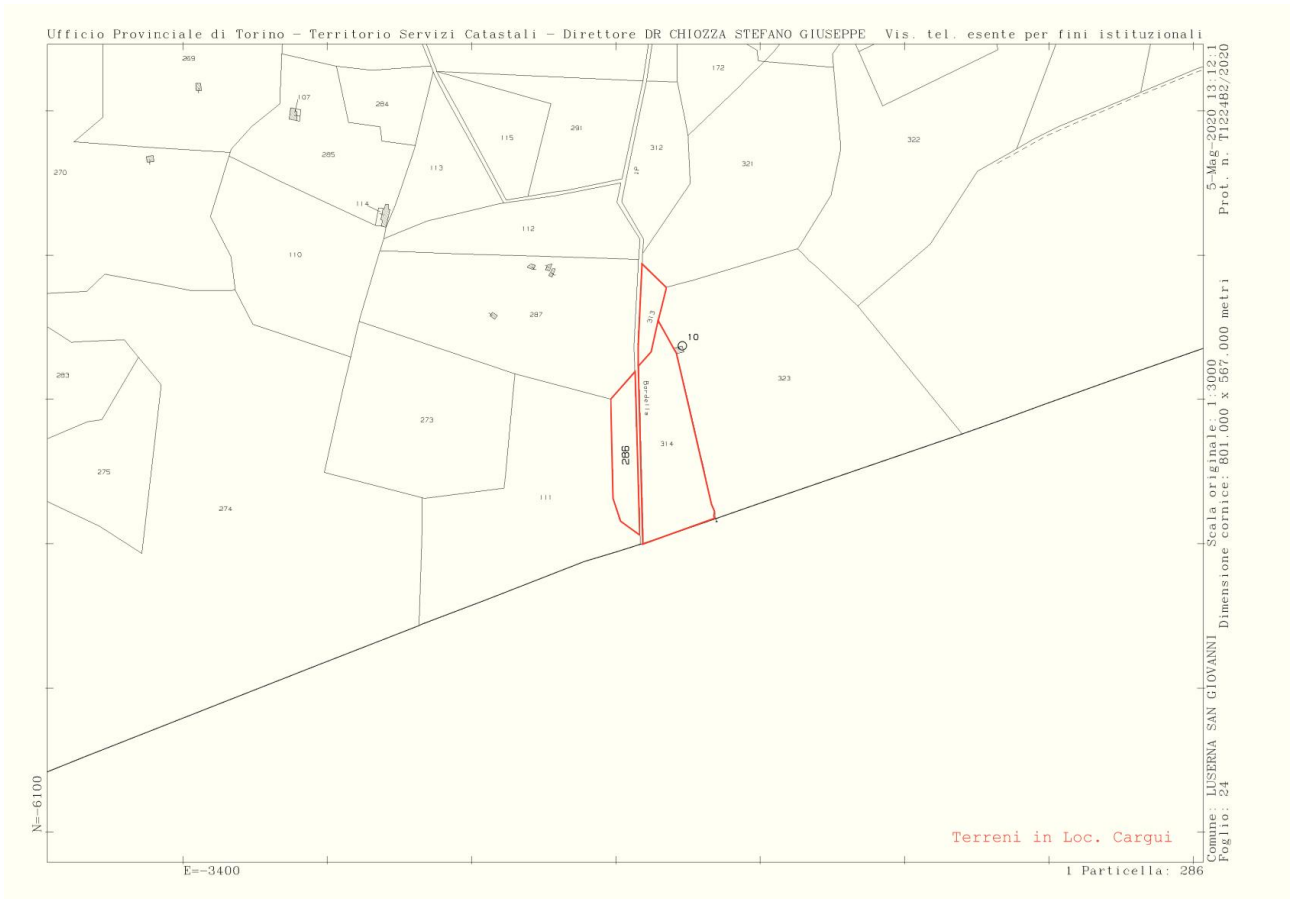 Ufficio Provinciale di Torino - Territorio Servizi Catastali - Direttore DR CHIOZZA STEFANO GIUSEPPE Vis. tel. esente per fini istituzionali
269
172
107
284
115
291
322
285
113
312
321
270
PI
114
112
110
287
313
10
283
323
Bordella
273
314
286
275
111
274
5-Mag-2020 13:12:1
Prot. n. T122482/2020
Scala originale: 1:3000
Dimensione cornice: 801.000 x 567.000 metri
Comune: LUSERNA SAN GIOVANNI
Foglio: 24
N=-6100
Terreni in Loc. Cargui
E=-3400
1 Particella: 286